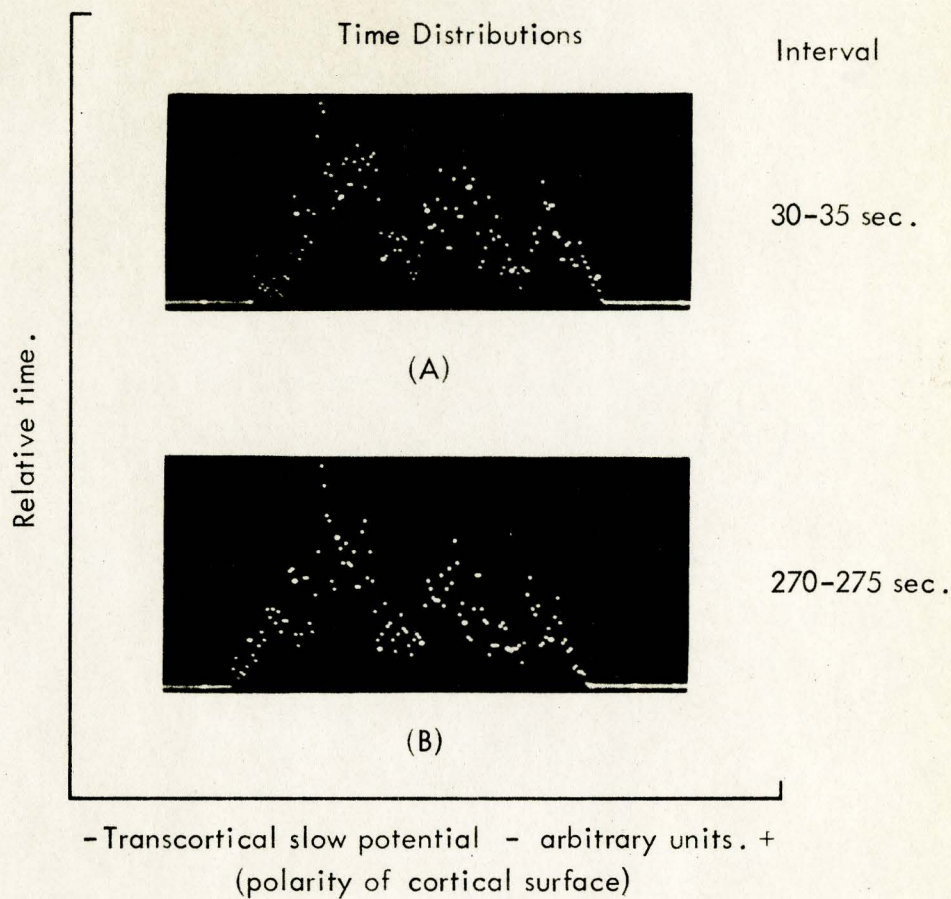 Time Distributions
Interval
30-35 sec.
(A)
Relative time.
270-275 sec.
(B)
-Transcortical slow potential - arbitrary units. +
(polarity of cortical surface)